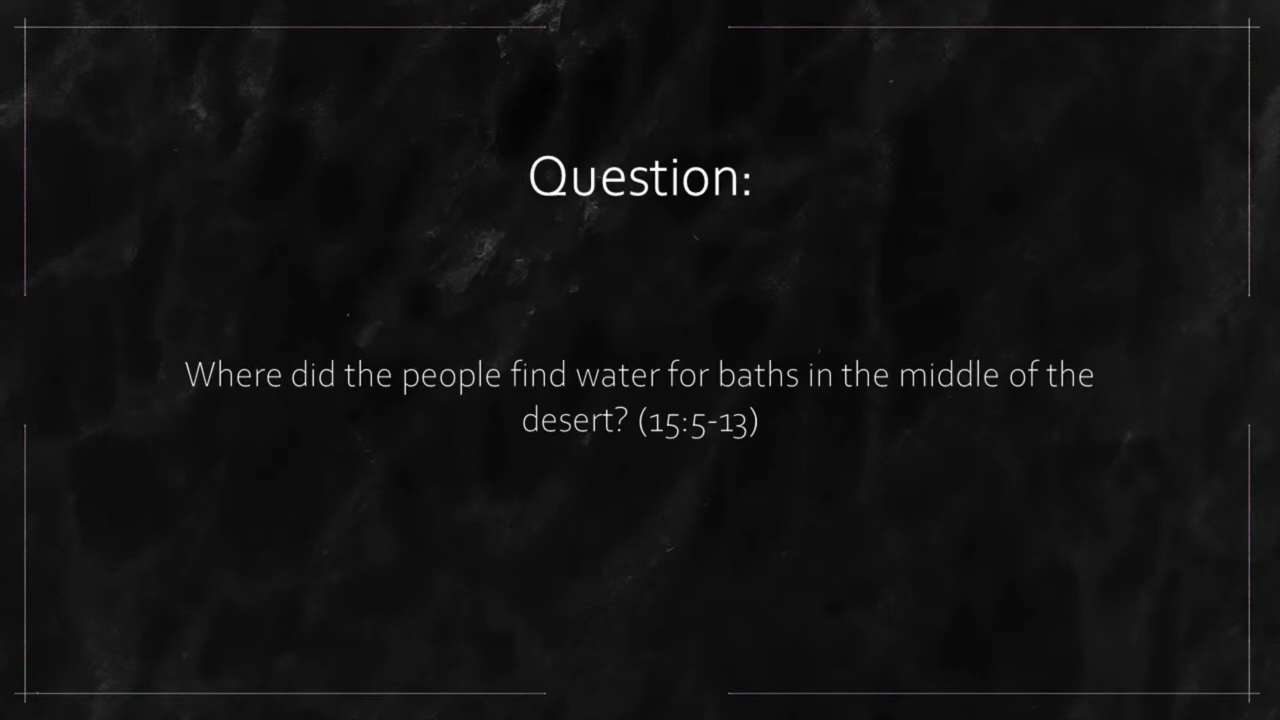 Question:
Where did the people find water for baths in the middle of the
desert? (15:5-13)